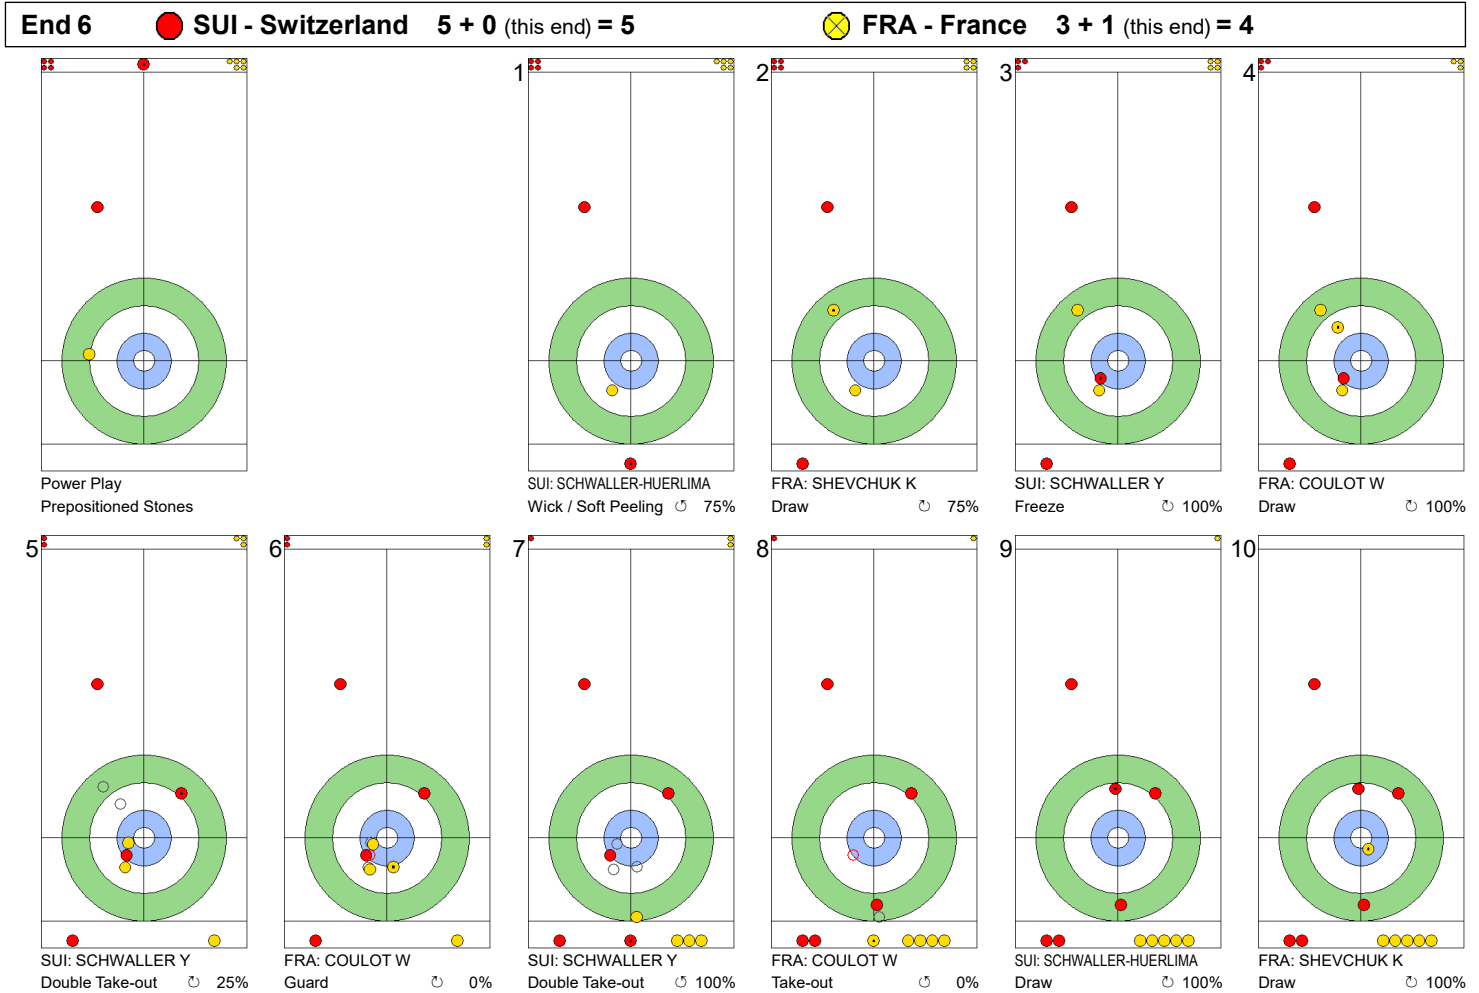 End 6 SUI - Switzerland 5 + 0 (this end) = 5 FRA - France 3 + 1 (this end) = 4
Power Play
Prepositioned Stones
1
SUI: SCHWALLER-HUERLIMA
Wick / Soft Peeling ↺ 75%
2
FRA: SHEVCHUK K
Draw ↻ 75%
3
SUI: SCHWALLER Y
Freeze ↻ 100%
4
FRA: COULOT W
Draw ↻ 100%
5
SUI: SCHWALLER Y
Double Take-out ↻ 25%
6
FRA: COULOT W
Guard ↻ 0%
7
SUI: SCHWALLER Y
Double Take-out ↻ 100%
8
FRA: COULOT W
Take-out ↻ 0%
9
SUI: SCHWALLER-HUERLIMA
Draw ↻ 100%
10
FRA: SHEVCHUK K
Draw ↻ 100%